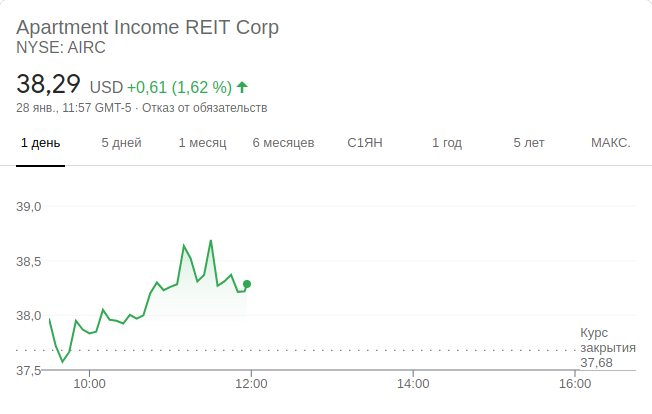 Apartment Income REIT Corp
NYSE: AIRC
38,29 USD +0,61 (1,62 %)
28 янв., 11:57 GMT-5 · Отказ от обязательств
1 день 5 дней 1 месяц 6 месяцев С1ЯН 1 год 5 лет МАКС.
39,0
38,5
38,0
Курс
закрытия
37,68
37,5
10:00 12:00 14:00 16:00